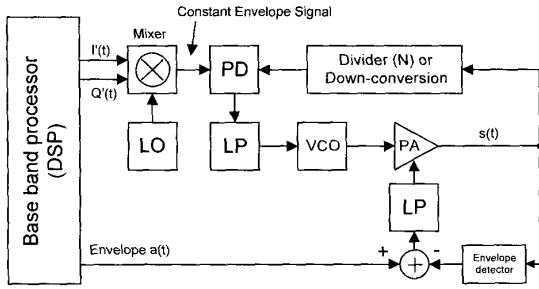 Constant Envelope Signal
Mixer
I'(t)
Q'(t)
PD
Divider (N) or
Down-conversion
Base band processor
(DSP)
LO
LP
VCO
PA
s(t)
LP
Envelope a(t)
+
-
+
Envelope
detector